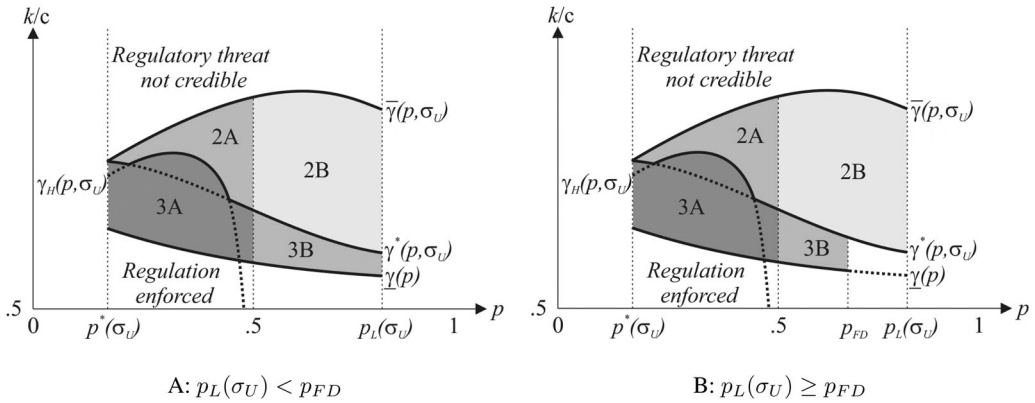 k/c
Regulatory threat
not credible
γ̅(p,σ_U)
2A
2B
γ_H(p,σ_U)
3A
3B
γ*(p,σ_U)
γ̲(p)
Regulation
enforced
.5
0
p*(σ_U)
.5
p_L(σ_U)
1
p
A: p_L(σ_U) < p_FD
k/c
Regulatory threat
not credible
γ̅(p,σ_U)
2A
2B
γ_H(p,σ_U)
3A
3B
γ*(p,σ_U)
γ̲(p)
Regulation
enforced
.5
0
p*(σ_U)
.5
p_FD
p_L(σ_U)
1
p
B: p_L(σ_U) ≥ p_FD